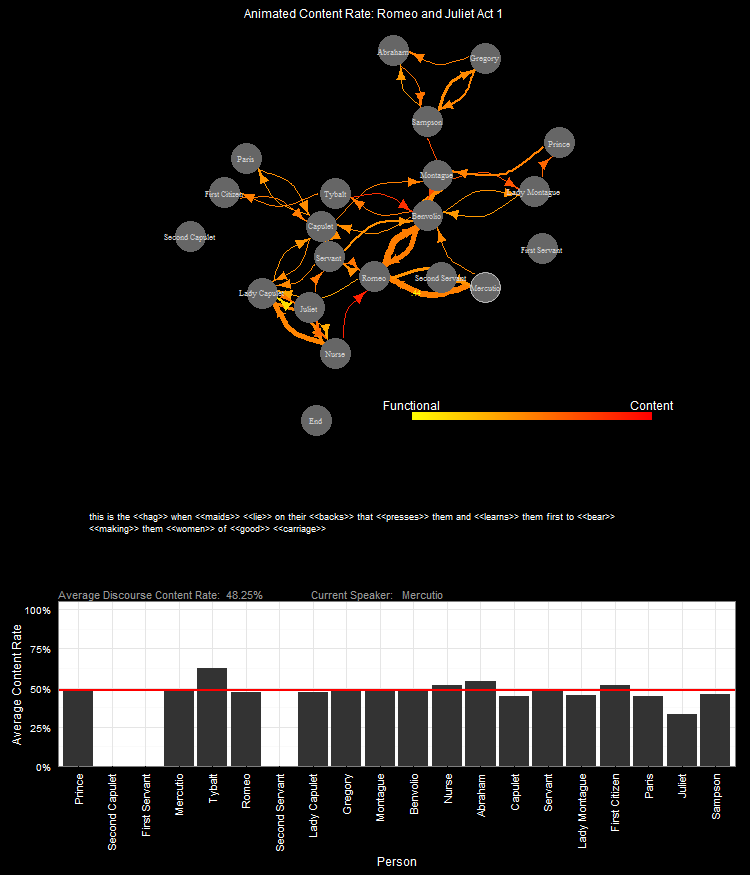 Animated Content Rate: Romeo and Juliet Act 1
Abraham
Gregory
Sampson
Prince
Paris
Montague
First Citizen
Tybalt
Lady Montague
Capulet
Benvolio
Second Capulet
First Servant
Servant
Romeo
Second Servant
Mercutio
Lady Capulet
Juliet
Nurse
Functional Content
End
this is the <<hag>> when <<maids>> <<lie>> on their <<backs>> that <<presses>> them and <<learns>> them first to <<bear>>
<<making>> them <<women>> of <<good>> <<carriage>>
Average Discourse Content Rate: 48.25% Current Speaker: Mercutio
Average Content Rate
100%
75%
50%
25%
0%
Prince
Second Capulet
First Servant
Mercutio
Tybalt
Romeo
Second Servant
Lady Capulet
Gregory
Montague
Benvolio
Nurse
Abraham
Capulet
Servant
Lady Montague
First Citizen
Paris
Juliet
Sampson
Person